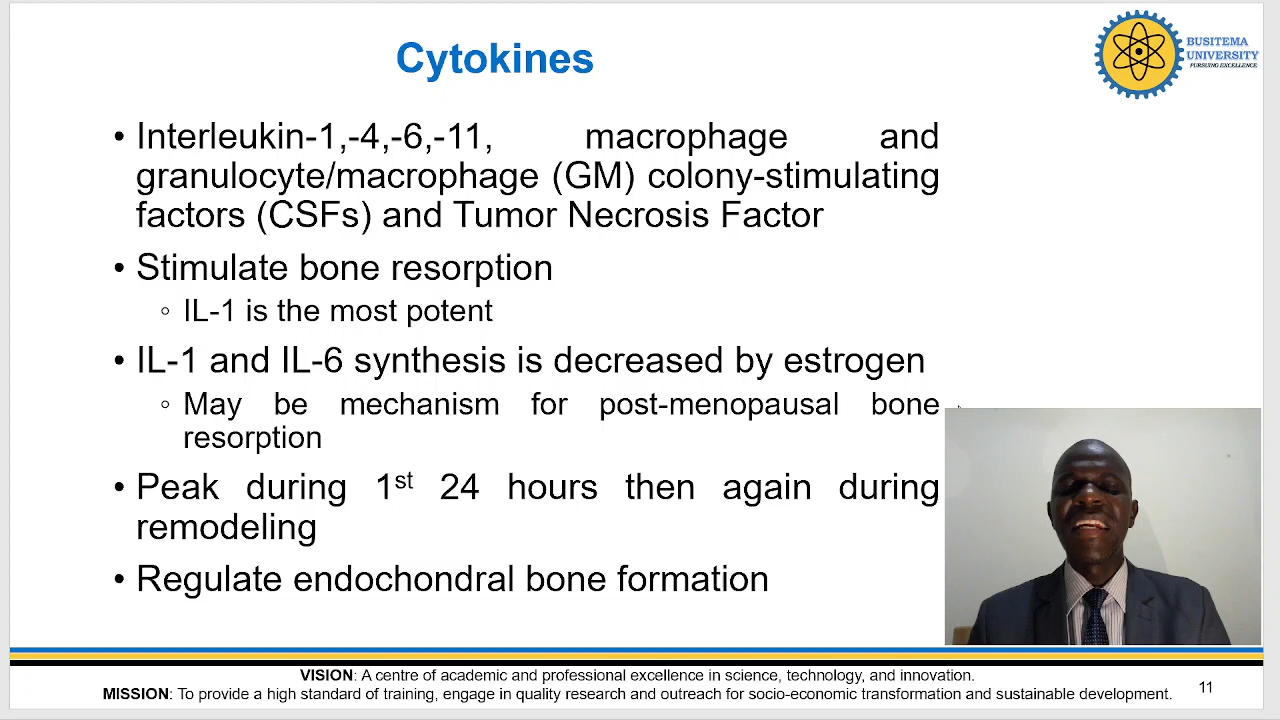 Cytokines
BUSITEMA
UNIVERSITY
PURSUING EXCELLENCE
• Interleukin-1,-4,-6,-11, macrophage and
granulocyte/macrophage (GM) colony-stimulating
factors (CSFs) and Tumor Necrosis Factor
• Stimulate bone resorption
◦ IL-1 is the most potent
• IL-1 and IL-6 synthesis is decreased by estrogen
◦ May be mechanism for post-menopausal bone
resorption
• Peak during 1st 24 hours then again during
remodeling
• Regulate endochondral bone formation
VISION: A centre of academic and professional excellence in science, technology, and innovation.
MISSION: To provide a high standard of training, engage in quality research and outreach for socio-economic transformation and sustainable development.
11